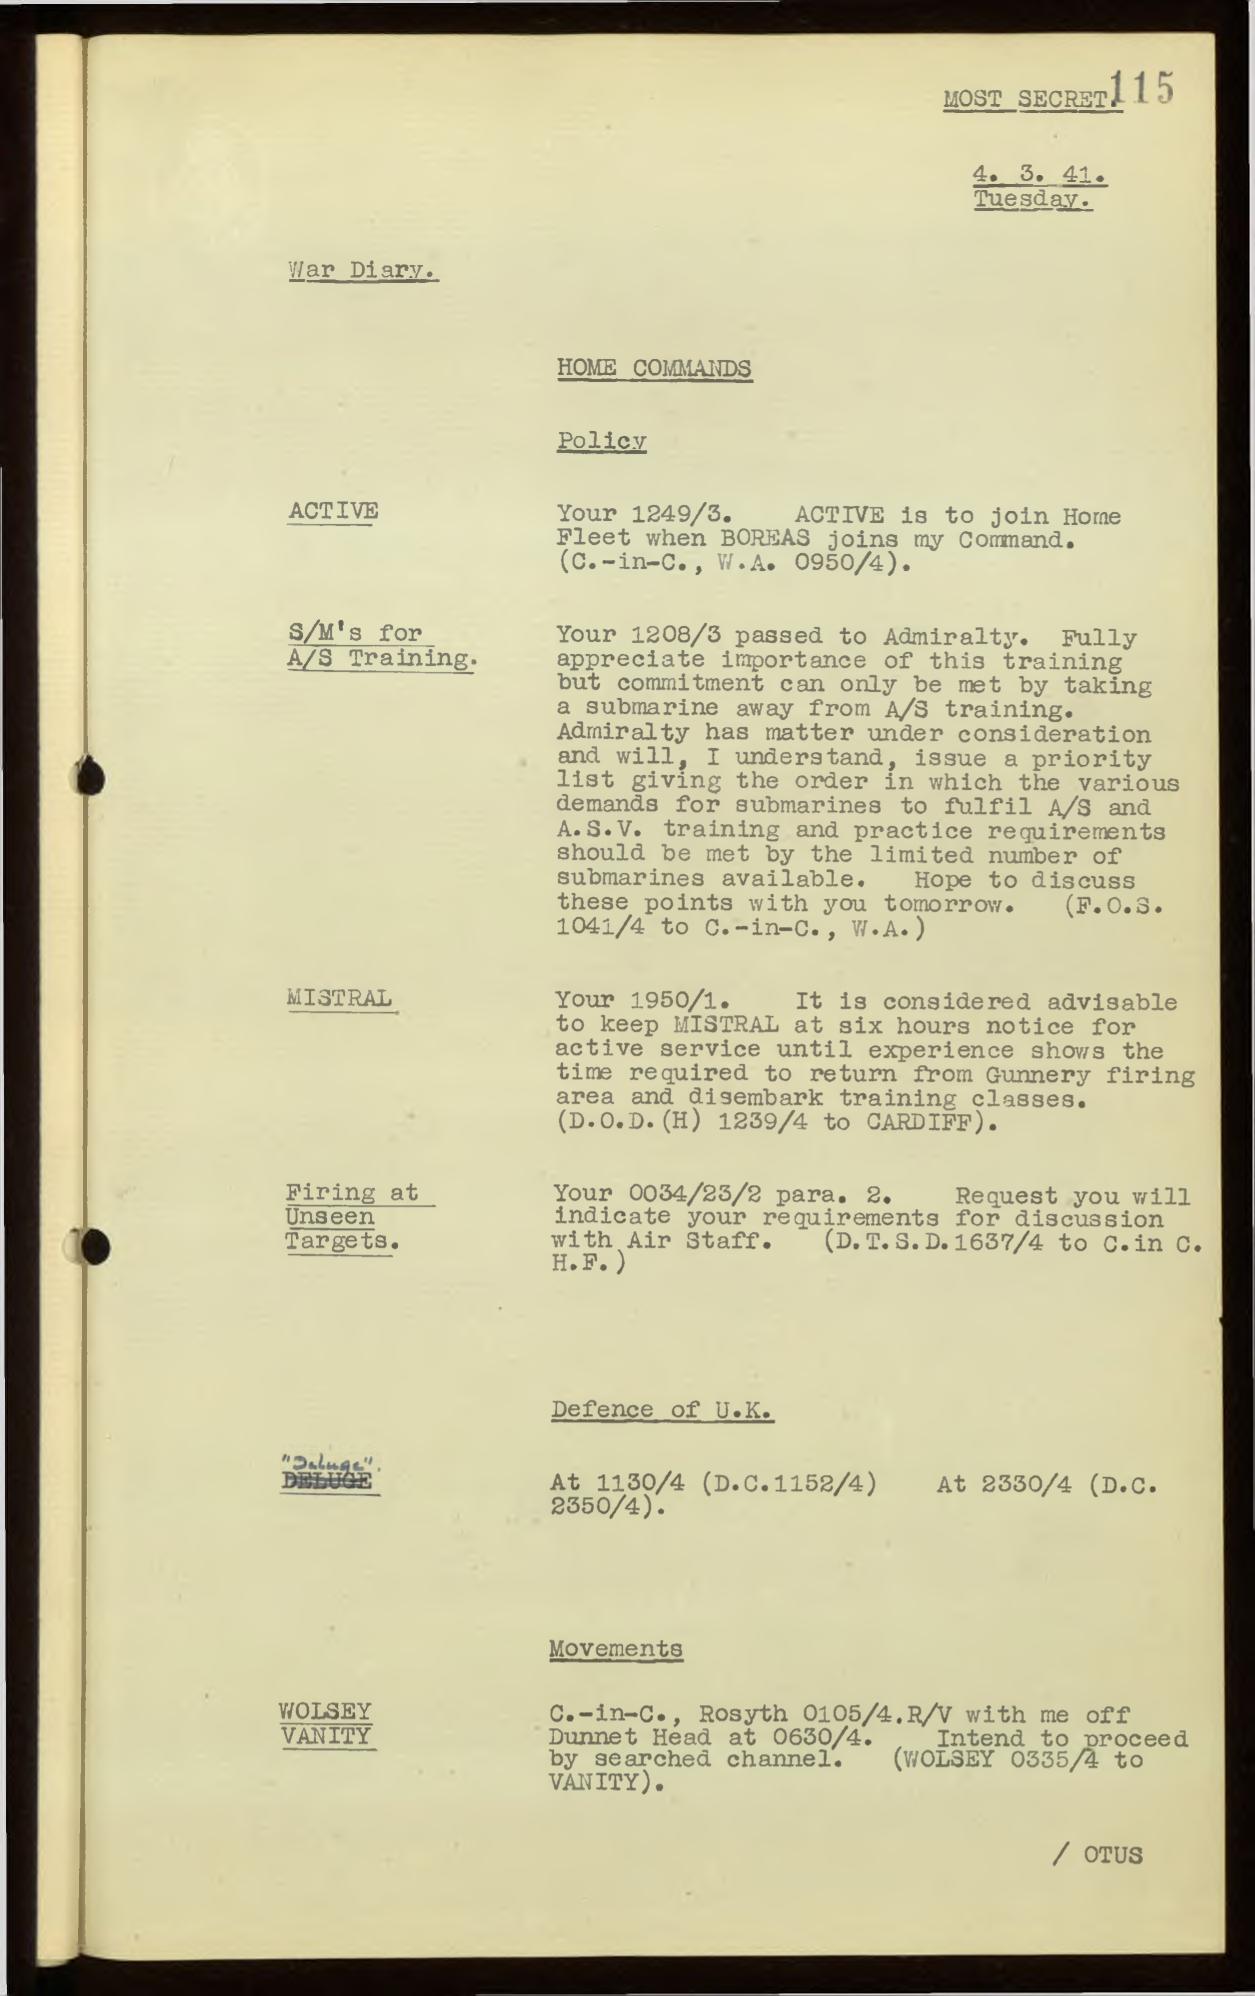 MOST SECRET. 115
4. 3. 41.
Tuesday.
War Diary.
HOME COMMANDS
Policy
ACTIVE
Your 1249/3. ACTIVE is to join Home
Fleet when BOREAS joins my Command.
(C.-in-C., W.A. 0950/4).
S/M's for
A/S Training.
Your 1208/3 passed to Admiralty. Fully
appreciate importance of this training
but commitment can only be met by taking
a submarine away from A/S training.
Admiralty has matter under consideration
and will, I understand, issue a priority
list giving the order in which the various
demands for submarines to fulfil A/S and
A.S.V. training and practice requirements
should be met by the limited number of
submarines available. Hope to discuss
these points with you tomorrow. (F.O.S.
1041/4 to C.-in-C., W.A.)
MISTRAL
Your 1950/1. It is considered advisable
to keep MISTRAL at six hours notice for
active service until experience shows the
time required to return from Gunnery firing
area and disembark training classes.
(D.O.D.(H) 1239/4 to CARDIFF).
Firing at
Unseen
Targets.
Your 0034/23/2 para. 2. Request you will
indicate your requirements for discussion
with Air Staff. (D.T.S.D.1637/4 to C.in C.
H.F.)
Defence of U.K.
"Deluge".
DELUGE
At 1130/4 (D.C.1152/4) At 2330/4 (D.C.
2350/4).
Movements
WOLSEY
VANITY
C.-in-C., Rosyth 0105/4.R/V with me off
Dunnet Head at 0630/4. Intend to proceed
by searched channel. (WOLSEY 0335/4 to
VANITY).
/ OTUS